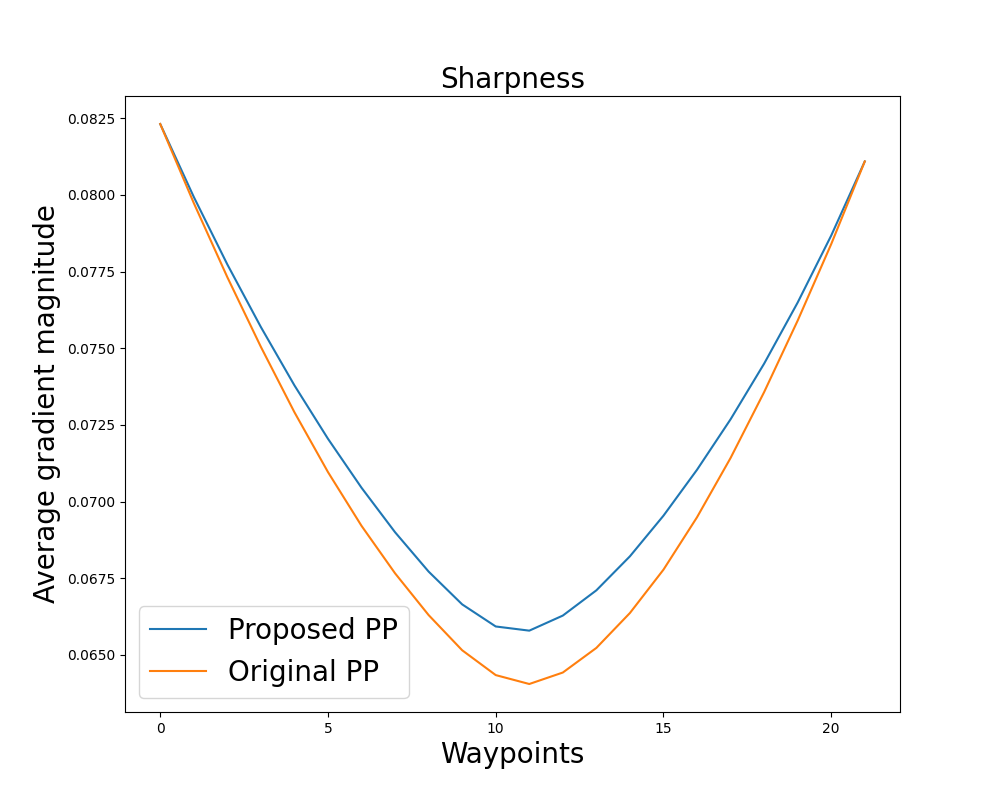 Sharpness
Average gradient magnitude
0.0825
0.0800
0.0775
0.0750
0.0725
0.0700
0.0675
0.0650
Proposed PP
Original PP
0 5 10 15 20
Waypoints